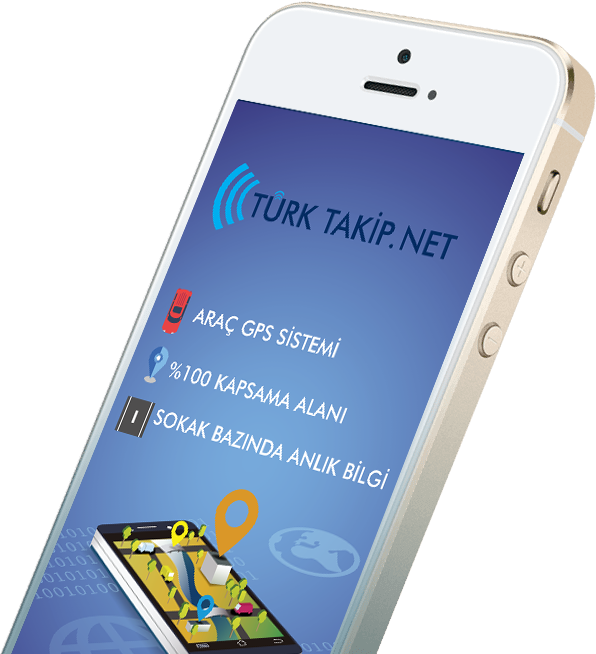 TÜRK TAKİP.NET
ARAÇ GPS SİSTEMİ
%100 KAPSAMA ALANI
SOKAK BAZINDA ANLIK BİLGİ